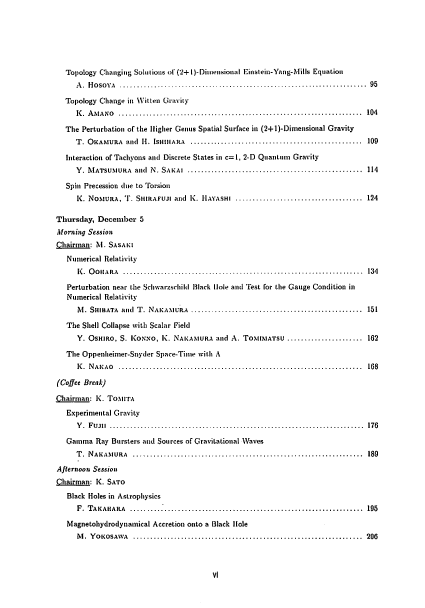 Topology Changing Solutions of (2+1)-Dimensional Einstein-Yang-Mills Equation
A. HOSOYA ........ 95
Topology Change in Witten Gravity
K. AMANO ........ 104
The Perturbation of the Higher Genus Spatial Surface in (2+1)-Dimensional Gravity
T. OKAMURA and H. ISHIHARA ........ 109
Interaction of Tachyons and Discrete States in c=1, 2-D Quantum Gravity
Y. MATSUMURA and N. SAKAI ........ 114
Spin Precession due to Torsion
K. NOMURA, T. SHIRAFUJI and K. HAYASHI ........ 124
Thursday, December 5
Morning Session
Chairman: M. SASAKI
Numerical Relativity
K. OOHARA ........ 134
Perturbation near the Schwarzschild Black Hole and Test for the Gauge Condition in
Numerical Relativity
M. SHIBATA and T. NAKAMURA ........ 151
The Shell Collapse with Scalar Field
Y. OSHIRO, S. KONNO, K. NAKAMURA and A. TOMIMATSU ........ 162
The Oppenheimer-Snyder Space-Time with Λ
K. NAKAO ........ 168
(Coffee Break)
Chairman: K. TOMITA
Experimental Gravity
Y. FUJII ........ 176
Gamma Ray Bursters and Sources of Gravitational Waves
T. NAKAMURA ........ 189
Afternoon Session
Chairman: K. SATO
Black Holes in Astrophysics
F. TAKAHARA ........ 195
Magnetohydrodynamical Accretion onto a Black Hole
M. YOKOSAWA ........ 206
vi